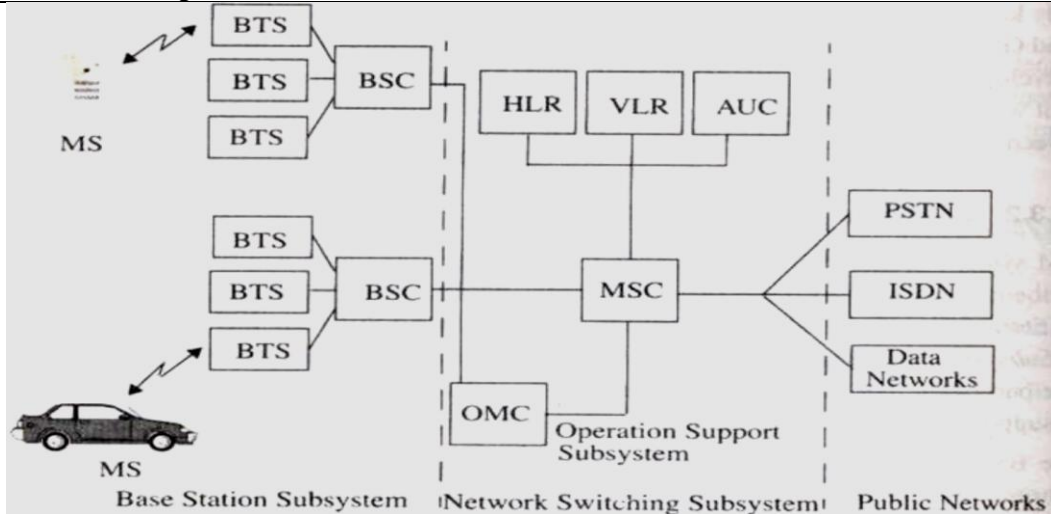 BTS
BTS
BTS
BSC
MS
HLR
VLR
AUC
BTS
BTS
BTS
BSC
MSC
PSTN
ISDN
Data
Networks
OMC
Operation Support
Subsystem
MS
Base Station Subsystem
Network Switching Subsystem
Public Networks